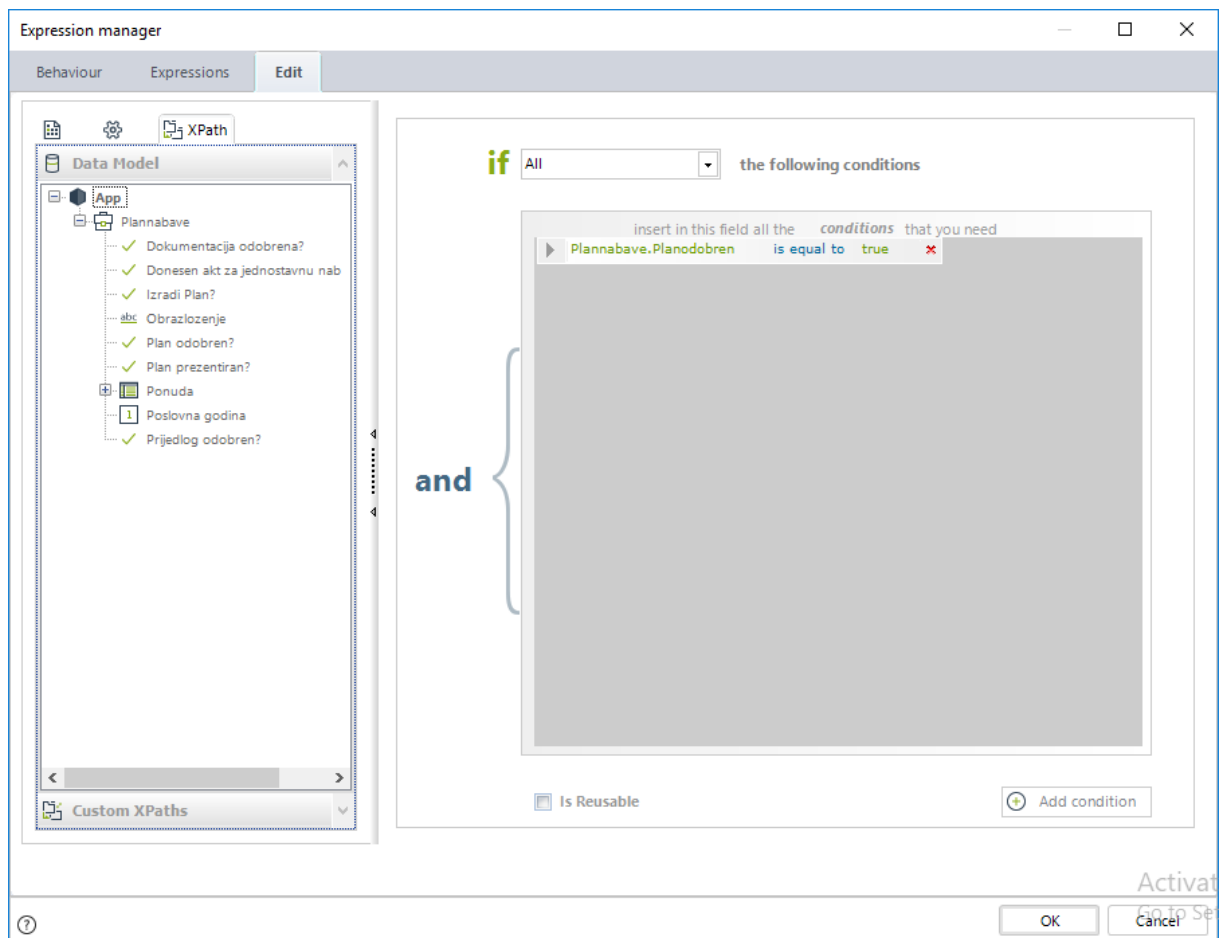 Expression manager
Behaviour Expressions Edit
XPath
Data Model
App
Plannabave
Dokumentacija odobrena?
Donesen akt za jednostavnu nab
Izradi Plan?
abc Obrazlozenje
Plan odobren?
Plan prezentiran?
Ponuda
1 Poslovna godina
Prijedlog odobren?
Custom XPaths
if All the following conditions
insert in this field all the conditions that you need
Plannabave.Planodobren is equal to true
and
Is Reusable
Add condition
Activat
Go to Set
OK
Cancel